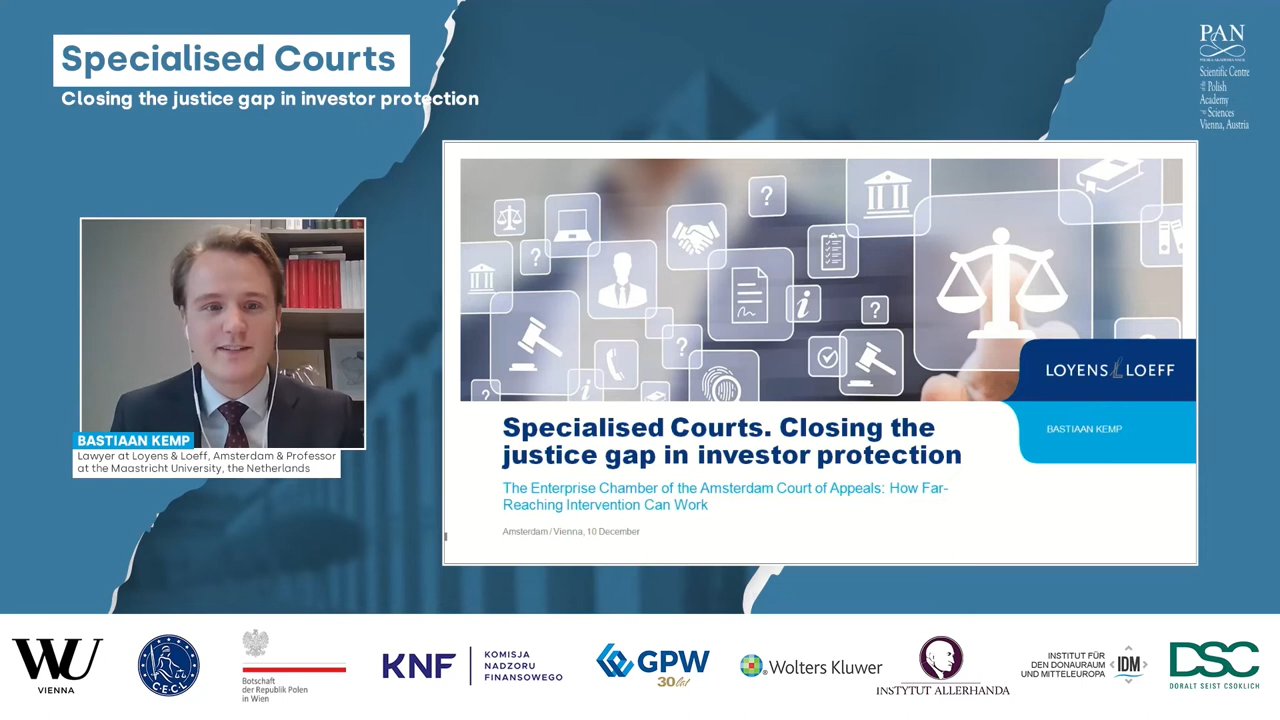 Specialised Courts
Closing the justice gap in investor protection
PAN
POLSKA AKADEMIA NAUK
Scientific Centre
of the Polish
Academy
of Sciences
Vienna, Austria
BASTIAAN KEMP
Lawyer at Loyens & Loeff, Amsterdam & Professor
at the Maastricht University, the Netherlands
LOYENS LOEFF
BASTIAAN KEMP
Specialised Courts. Closing the
justice gap in investor protection
The Enterprise Chamber of the Amsterdam Court of Appeals: How Far-
Reaching Intervention Can Work
Amsterdam / Vienna, 10 December
WU
VIENNA
C·E·C·L
Botschaft
der Republik Polen
in Wien
KNF
KOMISJA
NADZORU
FINANSOWEGO
GPW
30 lat
Wolters Kluwer
INSTYTUT ALLERHANDA
INSTITUT FÜR
DEN DONAURAUM
UND MITTELEUROPA
IDM
DSC
DORALT SEIST CSOKLICH